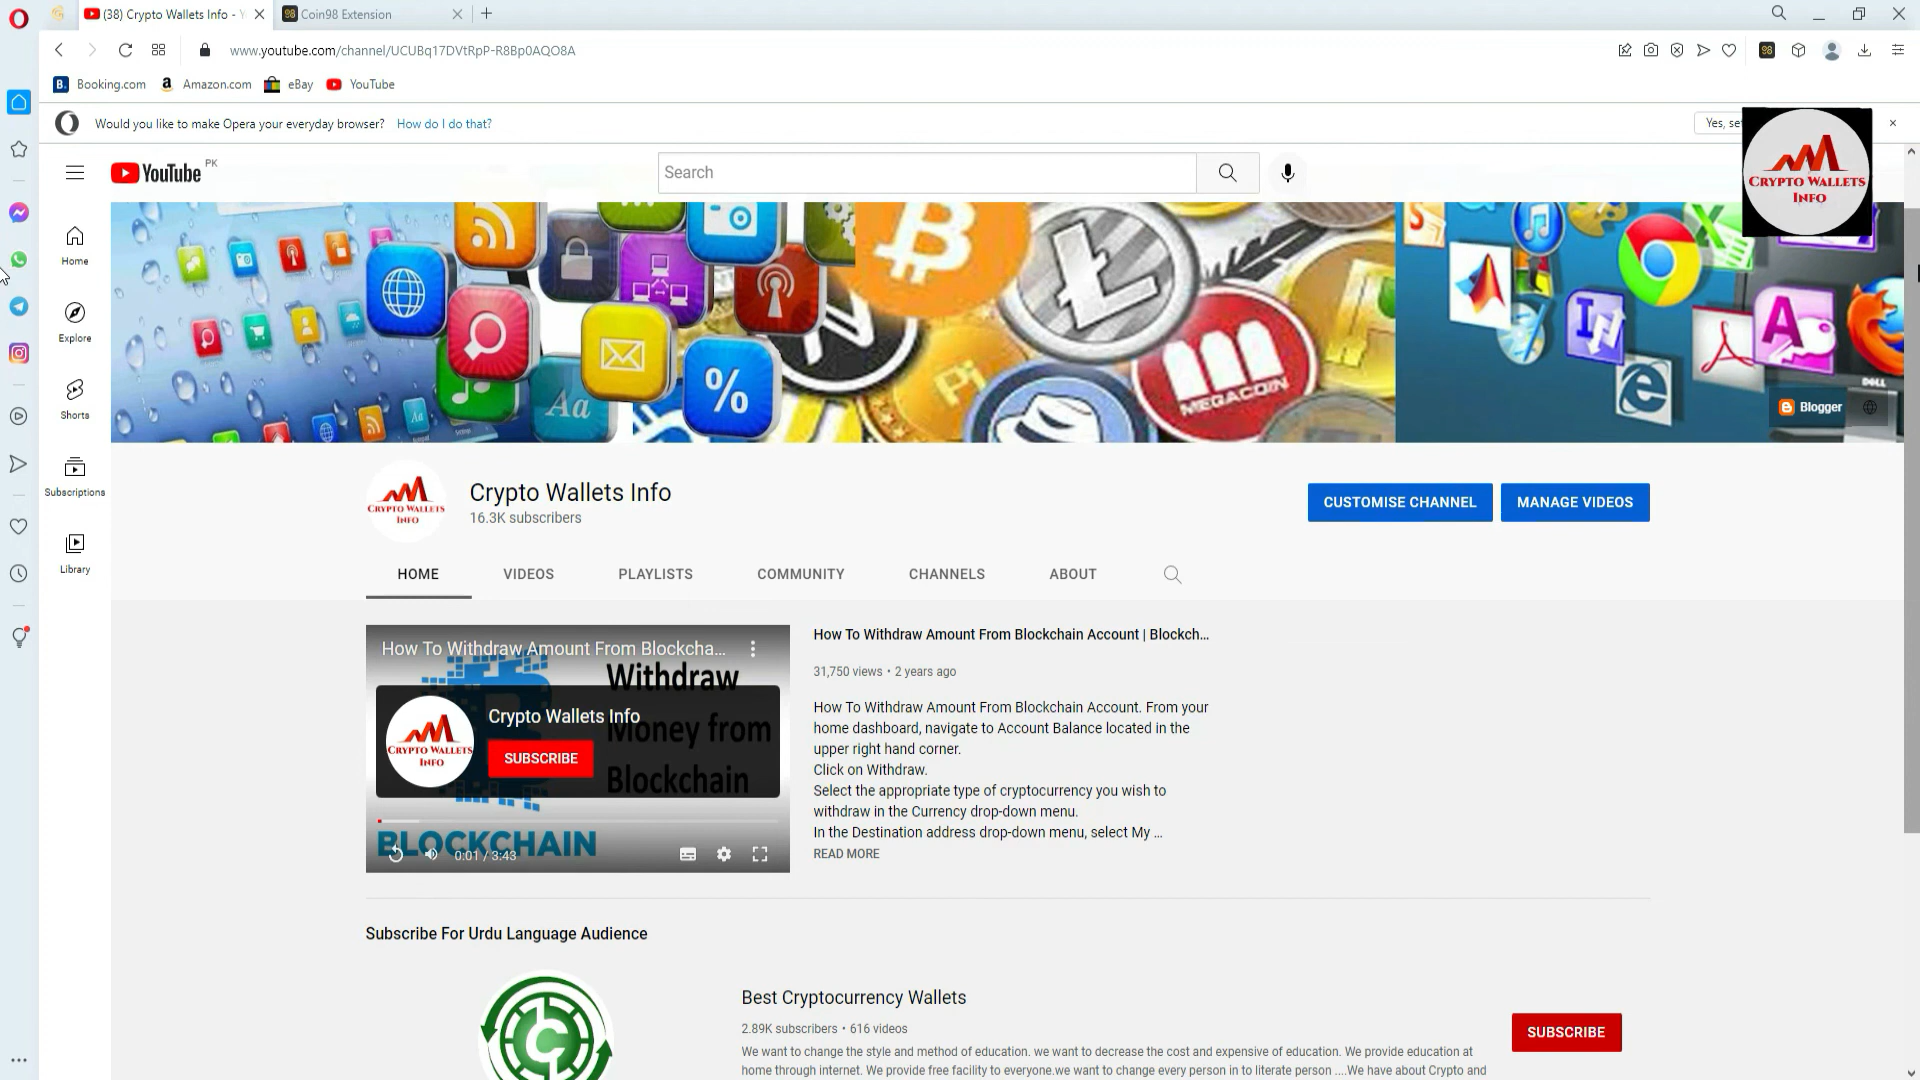 (38) Crypto Wallets Info -
Coin98 Extension
www.youtube.com/channel/UCUBq17DVtRpP-R8Bp0AQO8A
98
B.
Booking.com
Amazon.com
eBay
YouTube
Would you like to make Opera your everyday browser?
How do I do that?
Yes, se
CRYPTO WALLETS
INFO
YouTube PK
Search
Home
Explore
Shorts
Subscriptions
Library
Aa
%
Pi
MEGACOIN
DELL
Blogger
CRYPTO WALLETS
INFO
Crypto Wallets Info
16.3K subscribers
CUSTOMISE CHANNEL
MANAGE VIDEOS
HOME
VIDEOS
PLAYLISTS
COMMUNITY
CHANNELS
ABOUT
How To Withdraw Amount From Blockcha...
Withdraw
Money from
Blockchain
Crypto Wallets Info
SUBSCRIBE
CRYPTO WALLETS
INFO
BLOCKCHAIN
0:01 / 3:43
How To Withdraw Amount From Blockchain Account | Blockch...
31,750 views • 2 years ago
How To Withdraw Amount From Blockchain Account. From your
home dashboard, navigate to Account Balance located in the
upper right hand corner.
Click on Withdraw.
Select the appropriate type of cryptocurrency you wish to
withdraw in the Currency drop-down menu.
In the Destination address drop-down menu, select My ...
READ MORE
Subscribe For Urdu Language Audience
Best Cryptocurrency Wallets
2.89K subscribers • 616 videos
We want to change the style and method of education. we want to decrease the cost and expensive of education. We provide education at
home through internet. We provide free facility to everyone.we want to change every person in to literate person ....We have about Crypto and
SUBSCRIBE